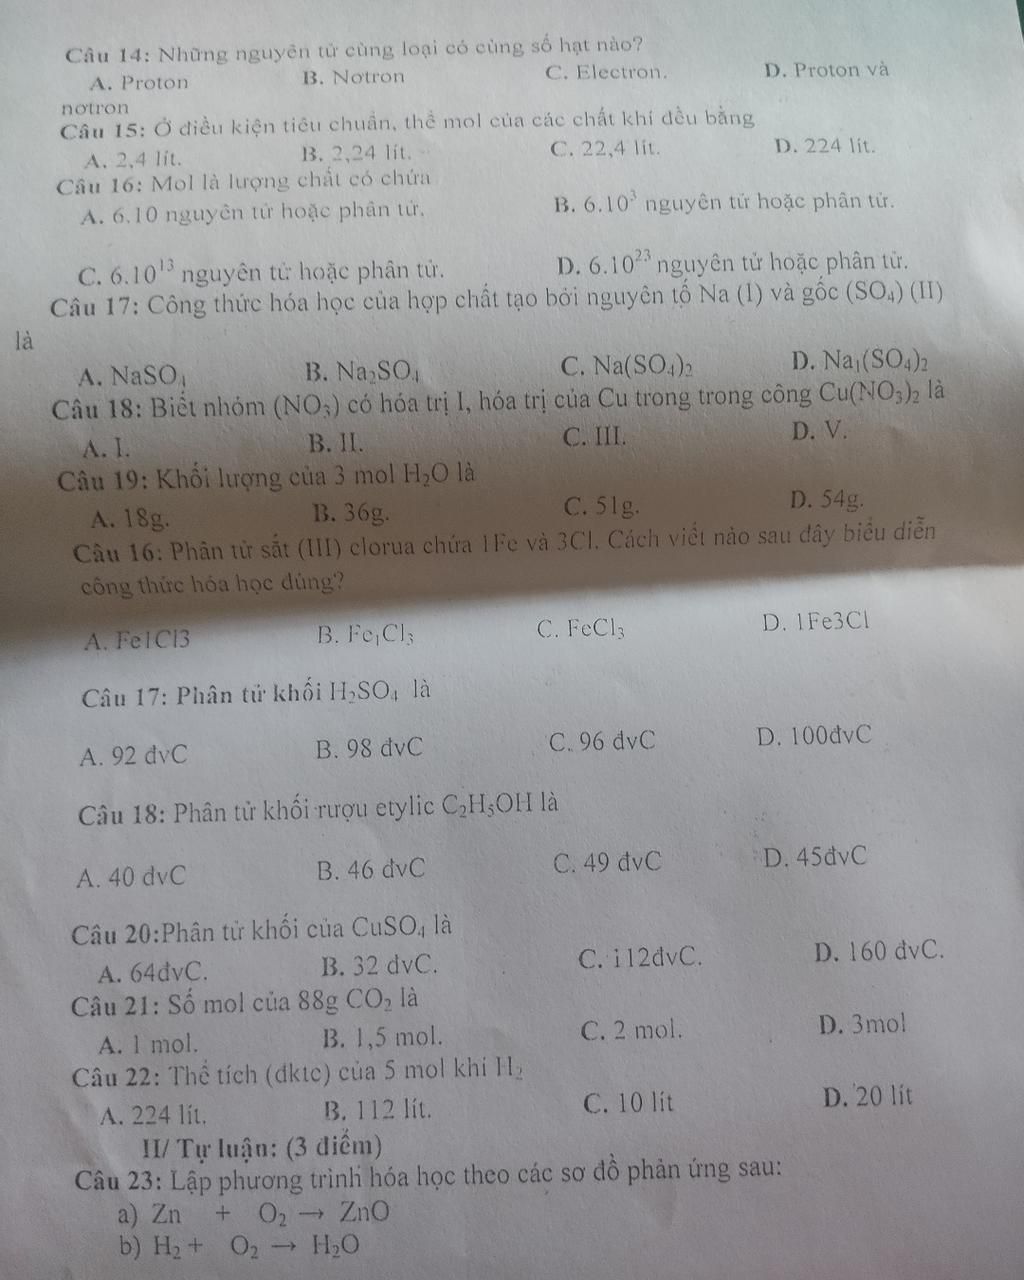 Câu 14: Những nguyên tử cùng loại có cùng số hạt nào?
A. Proton B. Notron C. Electron. D. Proton và
notron
Câu 15: Ở điều kiện tiêu chuẩn, thể mol của các chất khí đều bằng
A. 2,4 lít. B. 2,24 lít. C. 22,4 lít. D. 224 lít.
Câu 16: Mol là lượng chất có chứa
A. 6.10 nguyên tử hoặc phân tử. B. 6.10³ nguyên tử hoặc phân tử.
C. 6.10¹³ nguyên tử hoặc phân tử. D. 6.10²³ nguyên tử hoặc phân tử.
Câu 17: Công thức hóa học của hợp chất tạo bởi nguyên tố Na (I) và gốc (SO₄) (II)
là
A. NaSO₄ B. Na₂SO₄ C. Na(SO₄)₂ D. Na₁(SO₄)₂
Câu 18: Biết nhóm (NO₃) có hóa trị I, hóa trị của Cu trong trong công Cu(NO₃)₂ là
A. I. B. II. C. III. D. V.
Câu 19: Khối lượng của 3 mol H₂O là
A. 18g. B. 36g. C. 51g. D. 54g.
Câu 16: Phân tử sắt (III) clorua chứa 1Fe và 3Cl. Cách viết nào sau đây biểu diễn
công thức hóa học đúng?
A. Fe1Cl3 B. Fe₁Cl₃ C. FeCl₃ D. 1Fe3Cl
Câu 17: Phân tử khối H₂SO₄ là
A. 92 đvC B. 98 đvC C. 96 đvC D. 100đvC
Câu 18: Phân tử khối rượu etylic C₂H₅OH là
A. 40 đvC B. 46 đvC C. 49 đvC D. 45đvC
Câu 20:Phân tử khối của CuSO₄ là
A. 64đvC. B. 32 đvC. C. 112đvC. D. 160 đvC.
Câu 21: Số mol của 88g CO₂ là
A. 1 mol. B. 1,5 mol. C. 2 mol. D. 3mol
Câu 22: Thể tích (đktc) của 5 mol khí H₂
A. 224 lít. B. 112 lít. C. 10 lít D. 20 lít
II/ Tự luận: (3 điểm)
Câu 23: Lập phương trình hóa học theo các sơ đồ phản ứng sau:
a) Zn + O₂ → ZnO
b) H₂ + O₂ → H₂O